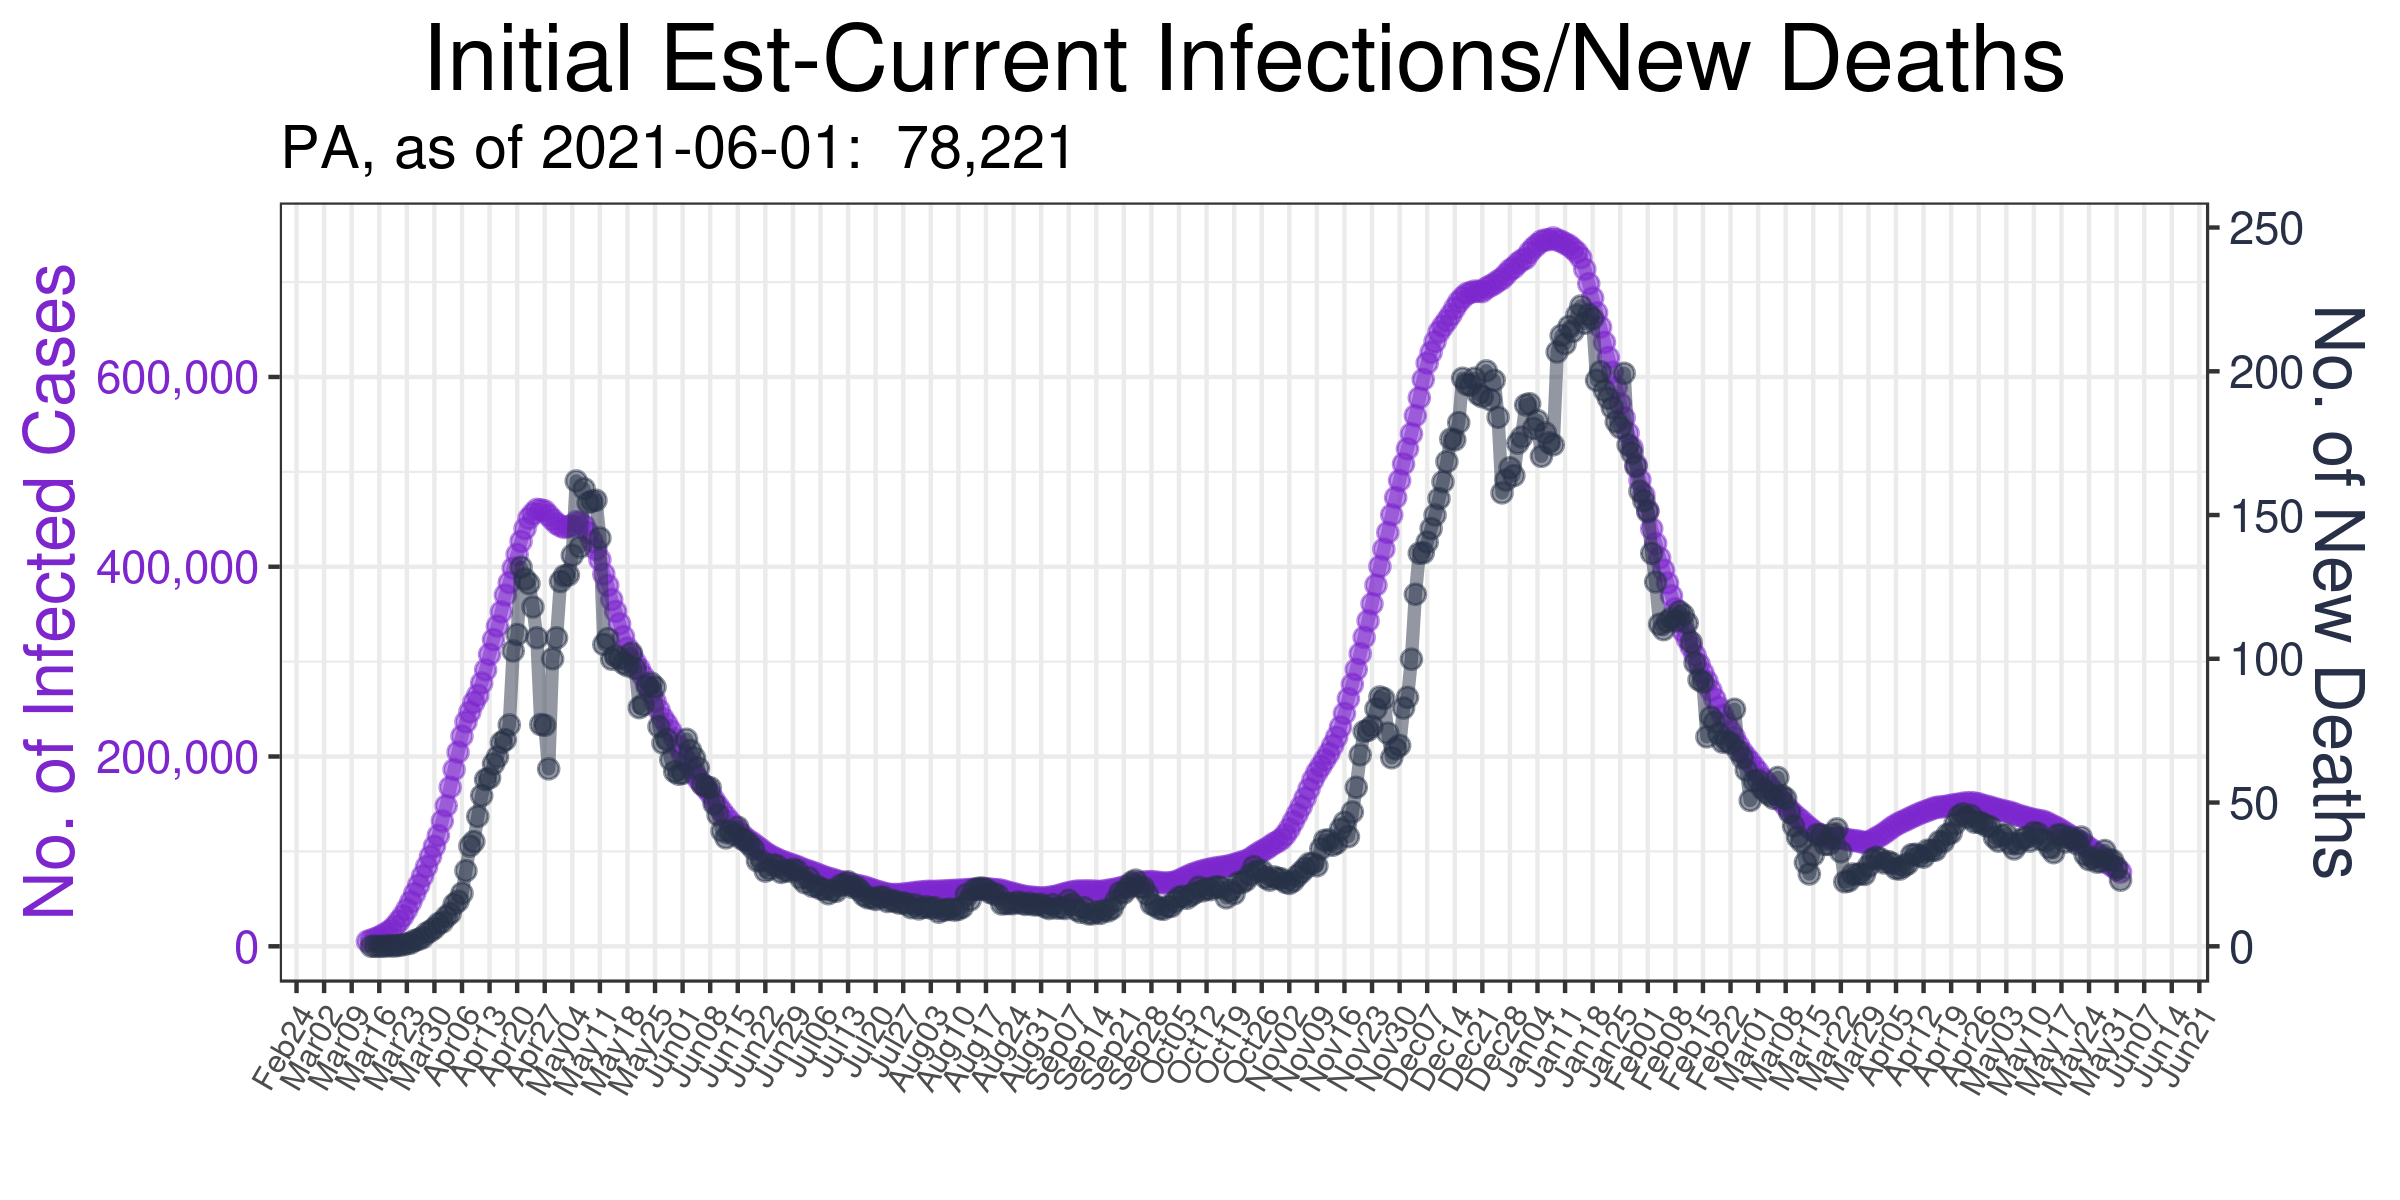 Initial Est-Current Infections/New Deaths
PA, as of 2021-06-01:  78,221
No. of Infected Cases
600,000
400,000
200,000
0
250
200
150
100
50
0
No. of New Deaths
Feb24
Mar02
Mar09
Mar16
Mar23
Mar30
Apr06
Apr13
Apr20
Apr27
May04
May11
May18
May25
Jun01
Jun08
Jun15
Jun22
Jun29
Jul06
Jul13
Jul20
Jul27
Aug03
Aug10
Aug17
Aug24
Aug31
Sep07
Sep14
Sep21
Sep28
Oct05
Oct12
Oct19
Oct26
Nov02
Nov09
Nov16
Nov23
Nov30
Dec07
Dec14
Dec21
Dec28
Jan04
Jan11
Jan18
Jan25
Feb01
Feb08
Feb15
Feb22
Mar01
Mar08
Mar15
Mar22
Mar29
Apr05
Apr12
Apr19
Apr26
May03
May10
May17
May24
May31
Jun07
Jun14
Jun21